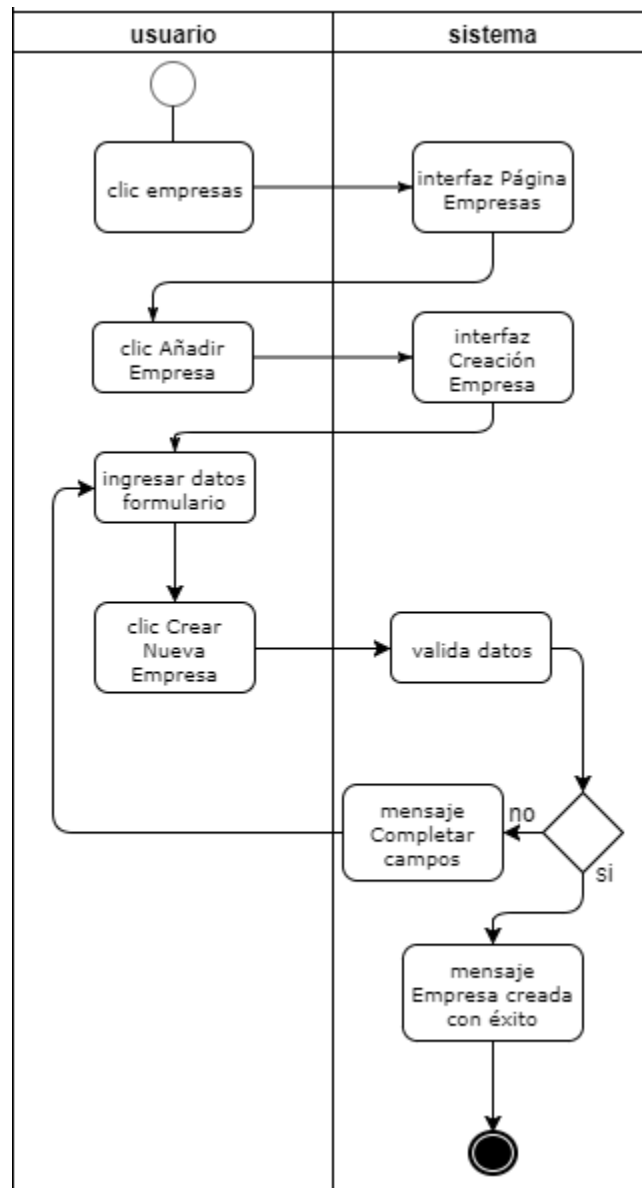 usuario
sistema
clic empresas
interfaz Página
Empresas
clic Añadir
Empresa
interfaz
Creación
Empresa
ingresar datos
formulario
clic Crear
Nueva
Empresa
valida datos
mensaje
Completar
campos
no
si
mensaje
Empresa creada
con éxito